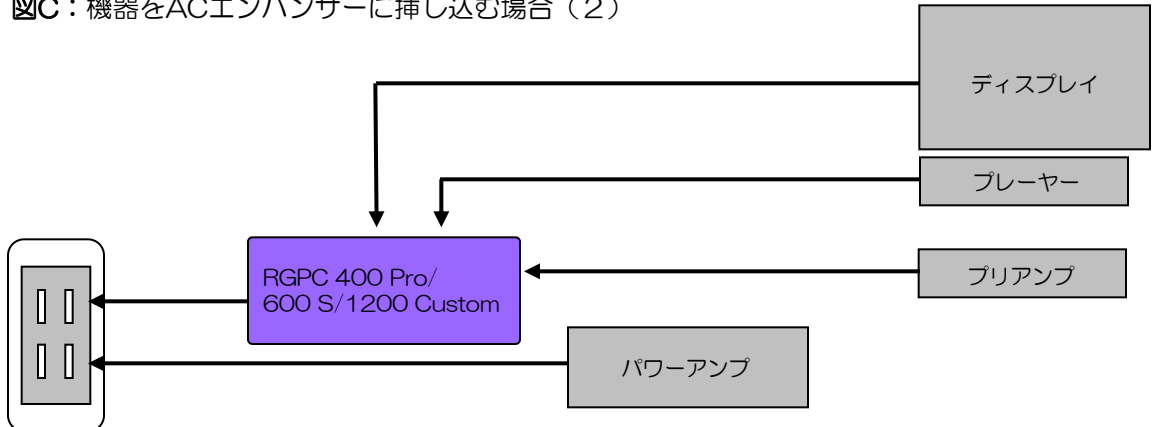 図C：機器をACエンハンサーに挿し込む場合（２）
ディスプレイ
プレーヤー
RGPC 400 Pro/
600 S/1200 Custom
プリアンプ
パワーアンプ